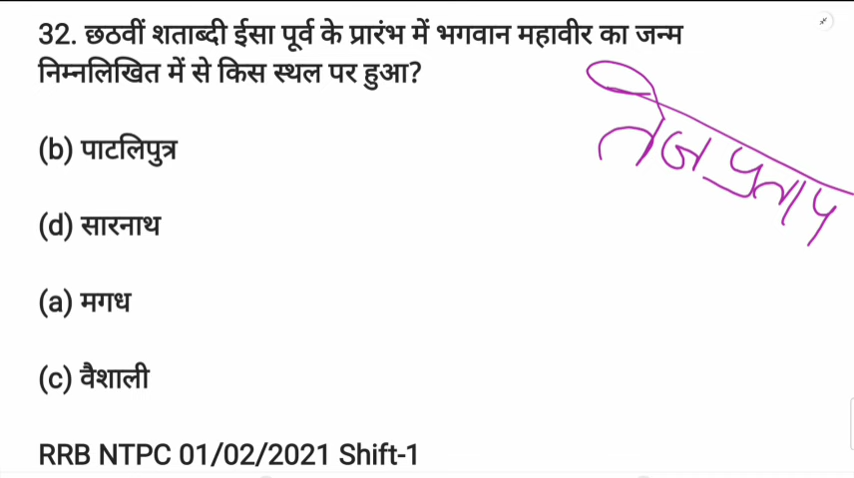 32. छठवीं शताब्दी ईसा पूर्व के प्रारंभ में भगवान महावीर का जन्म
निम्नलिखित में से किस स्थल पर हुआ?
तेज प्रताप
(b) पाटलिपुत्र
(d) सारनाथ
(a) मगध
(c) वैशाली
RRB NTPC 01/02/2021 Shift-1